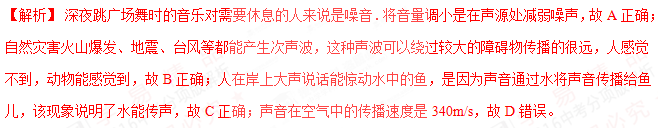 【解析】 深夜跳广场舞时的音乐对需要休息的人来说是噪音.将音量调小是在声源处减弱噪声，故 A 正确；
自然灾害火山爆发、地震、台风等都能产生次声波，这种声波可以绕过较大的障碍物传播的很远，人感觉
不到，动物能感觉到，故 B 正确；人在岸上大声说话能惊动水中的鱼，是因为声音通过水将声音传播给鱼
儿，该现象说明了水能传声，故 C 正确；声音在空气中的传播速度是 340m/s，故 D 错误。